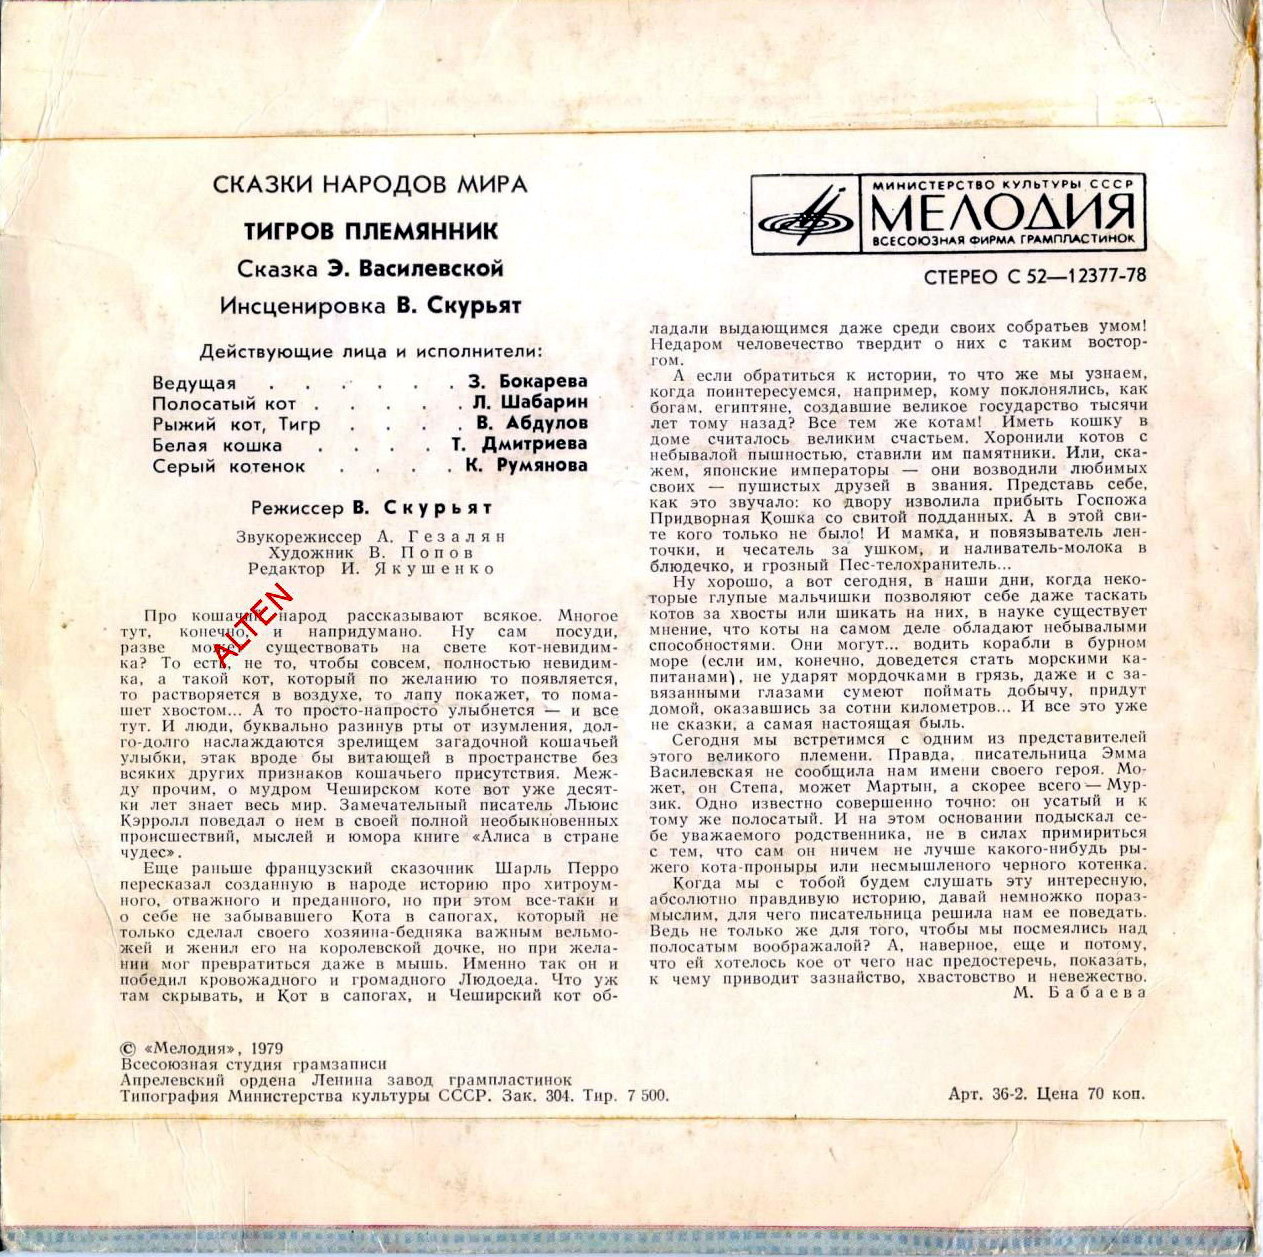 СКАЗКИ НАРОДОВ МИРА
ТИГРОВ ПЛЕМЯННИК
Сказка Э. Василевской
Инсценировка В. Скурьят
Действующие лица и исполнители:
Ведущая . . . . . . З. Бокарева
Полосатый кот . . . . . Л. Шабарин
Рыжий кот, Тигр . . . . В. Абдулов
Белая кошка . . . . Т. Дмитриева
Серый котенок . . . . К. Румянова
Режиссер В. Скурьят
Звукорежиссер А. Гезалян
Художник В. Попов
Редактор И. Якушенко
ALTEN
Про кошачий народ рассказывают всякое. Многое
тут, конечно, и напридумано. Ну сам посуди,
разве может существовать на свете кот-невидим-
ка? То есть, не то, чтобы совсем, полностью невидим-
ка, а такой кот, который по желанию то появляется,
то растворяется в воздухе, то лапу покажет, то пома-
шет хвостом... А то просто-напросто улыбнется — и все
тут. И люди, буквально разинув рты от изумления, дол-
го-долго наслаждаются зрелищем загадочной кошачьей
улыбки, этак вроде бы витающей в пространстве без
всяких других признаков кошачьего присутствия. Меж-
ду прочим, о мудром Чеширском коте вот уже десят-
ки лет знает весь мир. Замечательный писатель Льюис
Кэрролл поведал о нем в своей полной необыкновенных
происшествий, мыслей и юмора книге «Алиса в стране
чудес».
Еще раньше французский сказочник Шарль Перро
пересказал созданную в народе историю про хитроум-
ного, отважного и преданного, но при этом все-таки и
о себе не забывавшего Кота в сапогах, который не
только сделал своего хозяина-бедняка важным вельмо-
жей и женил его на королевской дочке, но при жела-
нии мог превратиться даже в мышь. Именно так он и
победил кровожадного и громадного Людоеда. Что уж
там скрывать, и Кот в сапогах, и Чеширский кот об-
© «Мелодия», 1979
Всесоюзная студия грамзаписи
Апрелевский ордена Ленина завод грампластинок
Типография Министерства культуры СССР. Зак. 304. Тир. 7 500.
МИНИСТЕРСТВО КУЛЬТУРЫ СССР
МЕЛОДИЯ
ВСЕСОЮЗНАЯ ФИРМА ГРАМПЛАСТИНОК
СТЕРЕО С 52—12377-78
ладали выдающимся даже среди своих собратьев умом!
Недаром человечество твердит о них с таким востор-
гом.
А если обратиться к истории, то что же мы узнаем,
когда поинтересуемся, например, кому поклонялись, как
богам, египтяне, создавшие великое государство тысячи
лет тому назад? Все тем же котам! Иметь кошку в
доме считалось великим счастьем. Хоронили котов с
небывалой пышностью, ставили им памятники. Или, ска-
жем, японские императоры — они возводили любимых
своих — пушистых друзей в звания. Представь себе,
как это звучало: ко двору изволила прибыть Госпожа
Придворная Кошка со свитой подданных. А в этой сви-
те кого только не было! И мамка, и повязыватель лен-
точки, и чесатель за ушком, и наливатель-молока в
блюдечко, и грозный Пес-телохранитель...
Ну хорошо, а вот сегодня, в наши дни, когда неко-
торые глупые мальчишки позволяют себе даже таскать
котов за хвосты или шикать на них, в науке существует
мнение, что коты на самом деле обладают небывалыми
способностями. Они могут... водить корабли в бурном
море (если им, конечно, доведется стать морскими ка-
питанами), не ударят мордочками в грязь, даже и с за-
вязанными глазами сумеют поймать добычу, придут
домой, оказавшись за сотни километров... И все это уже
не сказки, а самая настоящая быль.
Сегодня мы встретимся с одним из представителей
этого великого племени. Правда, писательница Эмма
Василевская не сообщила нам имени своего героя. Мо-
жет, он Степа, может Мартын, а скорее всего — Мур-
зик. Одно известно совершенно точно: он усатый и к
тому же полосатый. И на этом основании подыскал се-
бе уважаемого родственника, не в силах примириться
с тем, что сам он ничем не лучше какого-нибудь ры-
жего кота-проныры или несмышленого черного котенка.
Когда мы с тобой будем слушать эту интересную,
абсолютно правдивую историю, давай немножко пораз-
мыслим, для чего писательница решила нам ее поведать.
Ведь не только же для того, чтобы мы посмеялись над
полосатым воображалой? А, наверное, еще и потому,
что ей хотелось кое от чего нас предостеречь, показать,
к чему приводит зазнайство, хвастовство и невежество.
М. Бабаева
Арт. 36-2. Цена 70 коп.